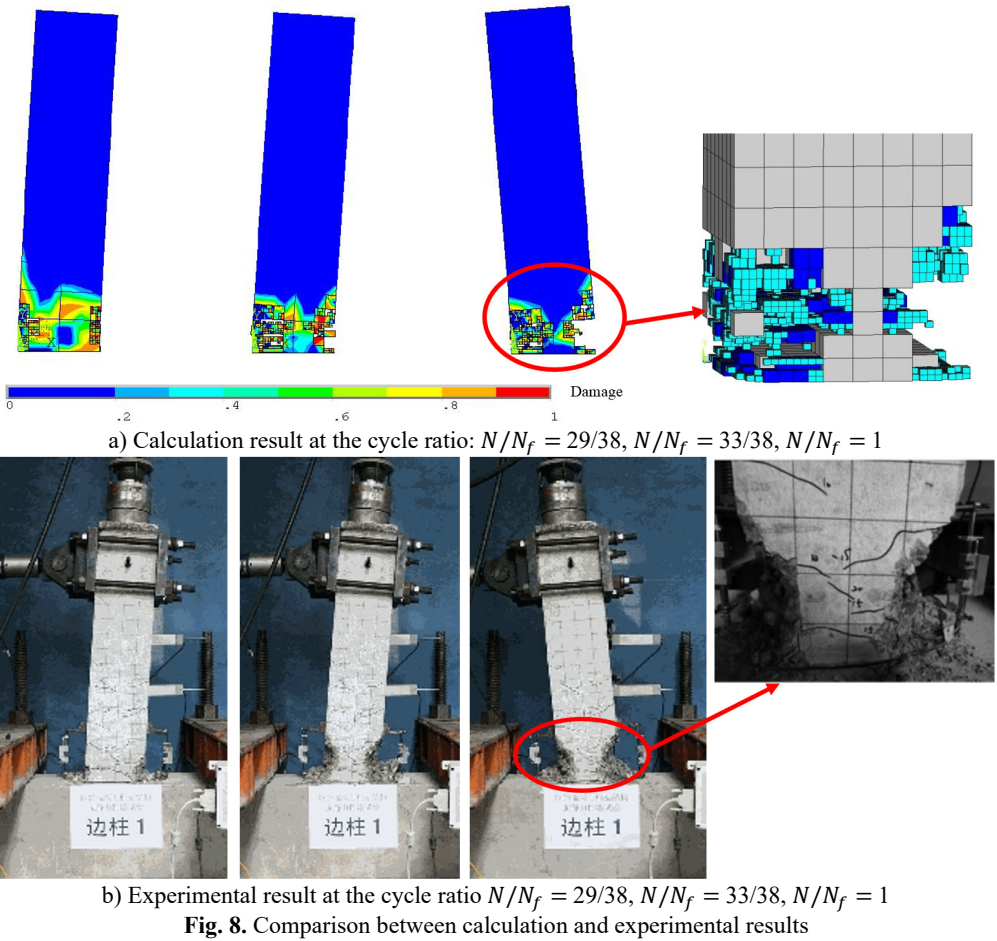 Damage
0 .2 .4 .6 .8 1
a) Calculation result at the cycle ratio: N/N_f = 29/38, N/N_f = 33/38, N/N_f = 1
边柱 1
边柱 1
边柱 1
b) Experimental result at the cycle ratio N/N_f = 29/38, N/N_f = 33/38, N/N_f = 1
Fig. 8. Comparison between calculation and experimental results